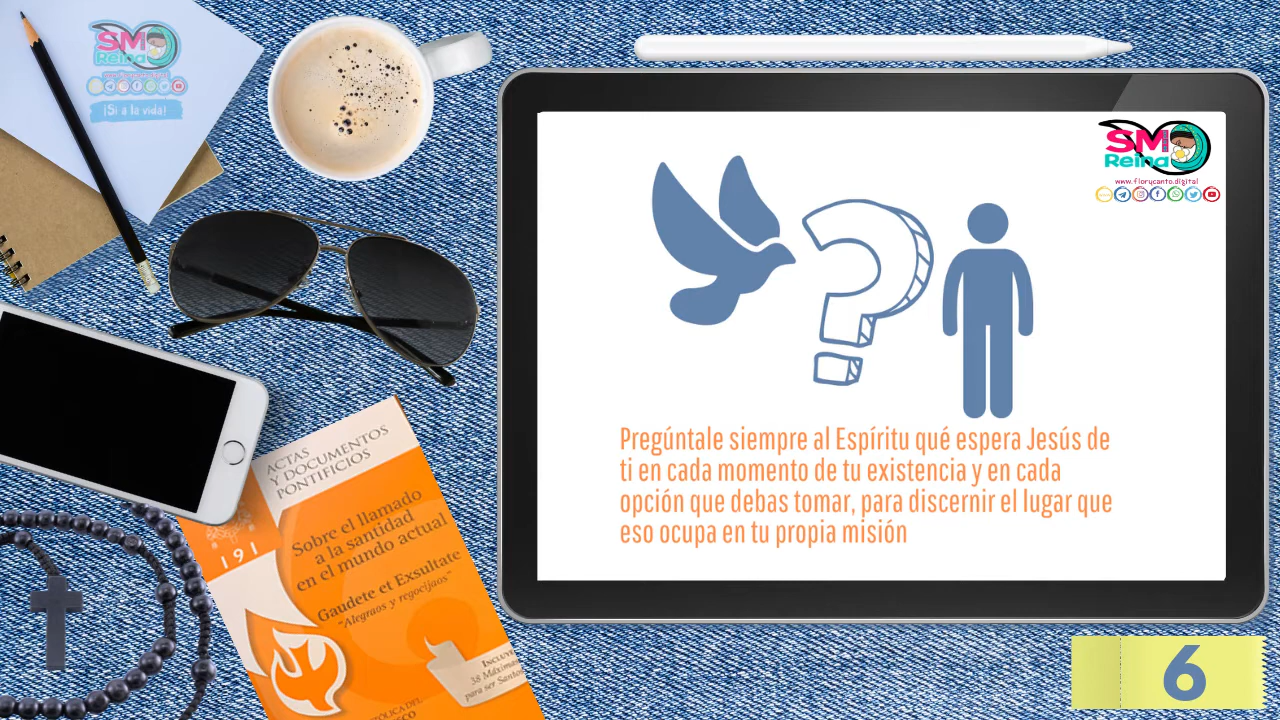 SM
Reina
www.florycanto.digital
¡Sí a la vida!
SM
Reina
www.florycanto.digital
Pregúntale siempre al Espíritu qué espera Jesús de
ti en cada momento de tu existencia y en cada
opción que debas tomar, para discernir el lugar que
eso ocupa en tu propia misión
ACTAS
Y DOCUMENTOS
PONTIFICIOS
191
Sobre el llamado
a la santidad
en el mundo actual
Gaudete et Exsultate
"Alegraos y regocijaos"
INCLUYE
38 Máximas
para ser Santos
6